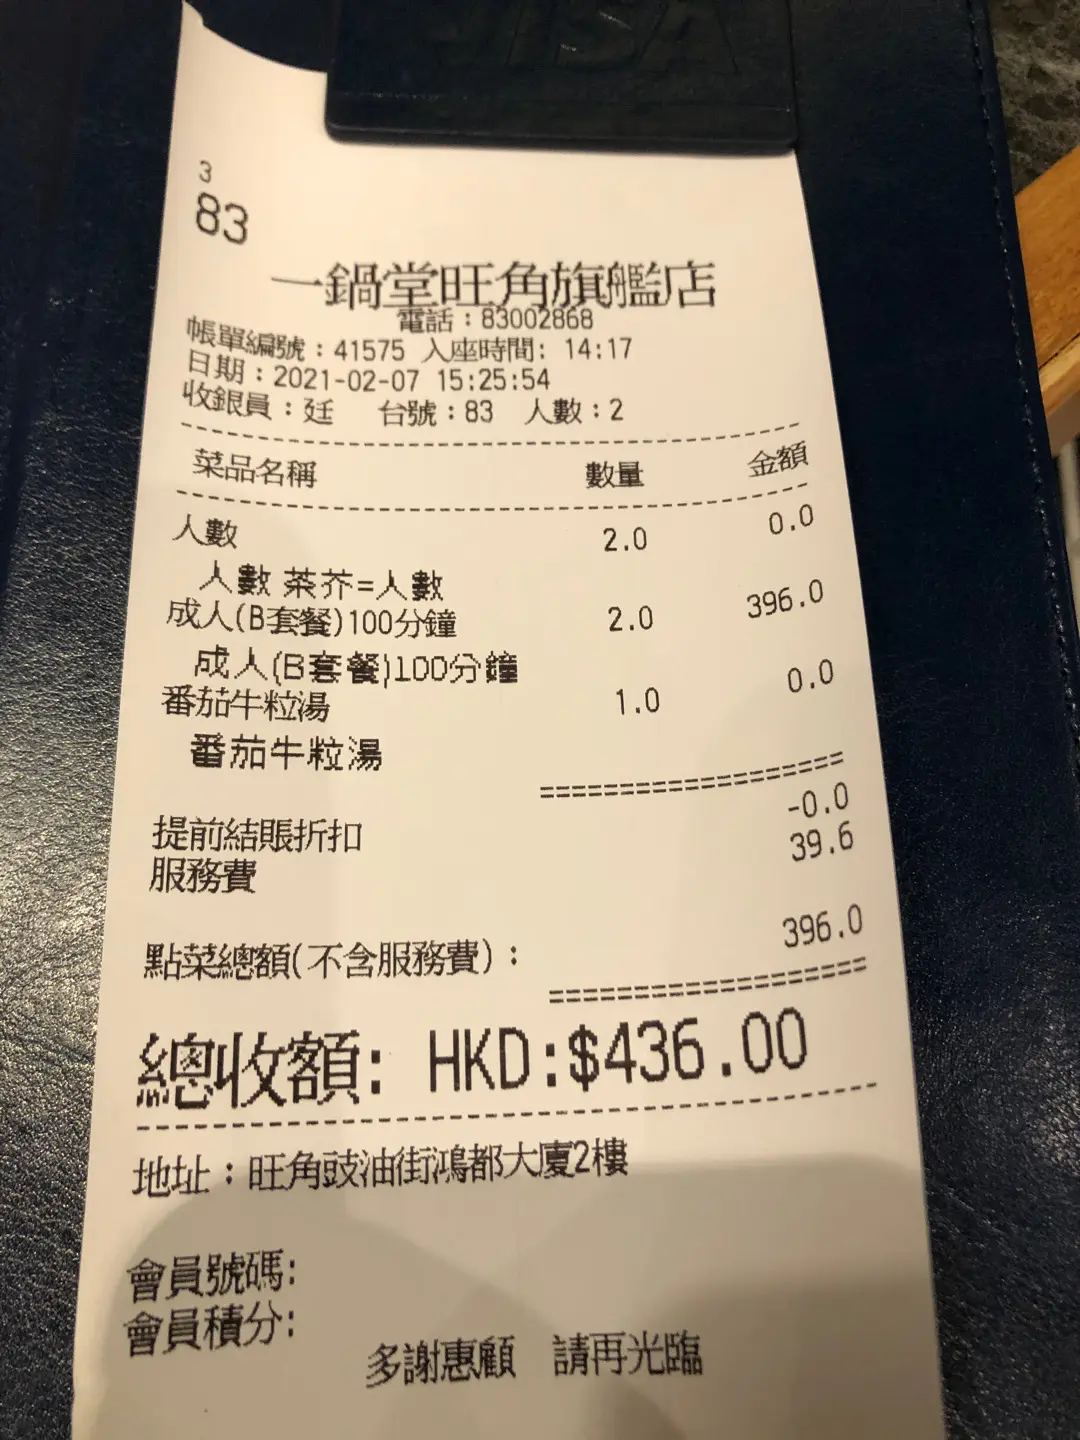 VISA
3
83
一鍋堂旺角旗艦店
電話：83002868
帳單編號：41575 入座時間: 14:17
日期：2021-02-07 15:25:54
收銀員：廷 台號：83 人數：2
菜品名稱 數量 金額
人數 2.0 0.0
人數 茶芥=人數
成人(B套餐)100分鐘 2.0 396.0
成人(B套餐)100分鐘
番茄牛粒湯 1.0 0.0
番茄牛粒湯
提前結賬折扣 -0.0
服務費 39.6
點菜總額(不含服務費)： 396.0
總收額: HKD:$436.00
地址：旺角豉油街鴻都大廈2樓
會員號碼:
會員積分:
多謝惠顧 請再光臨